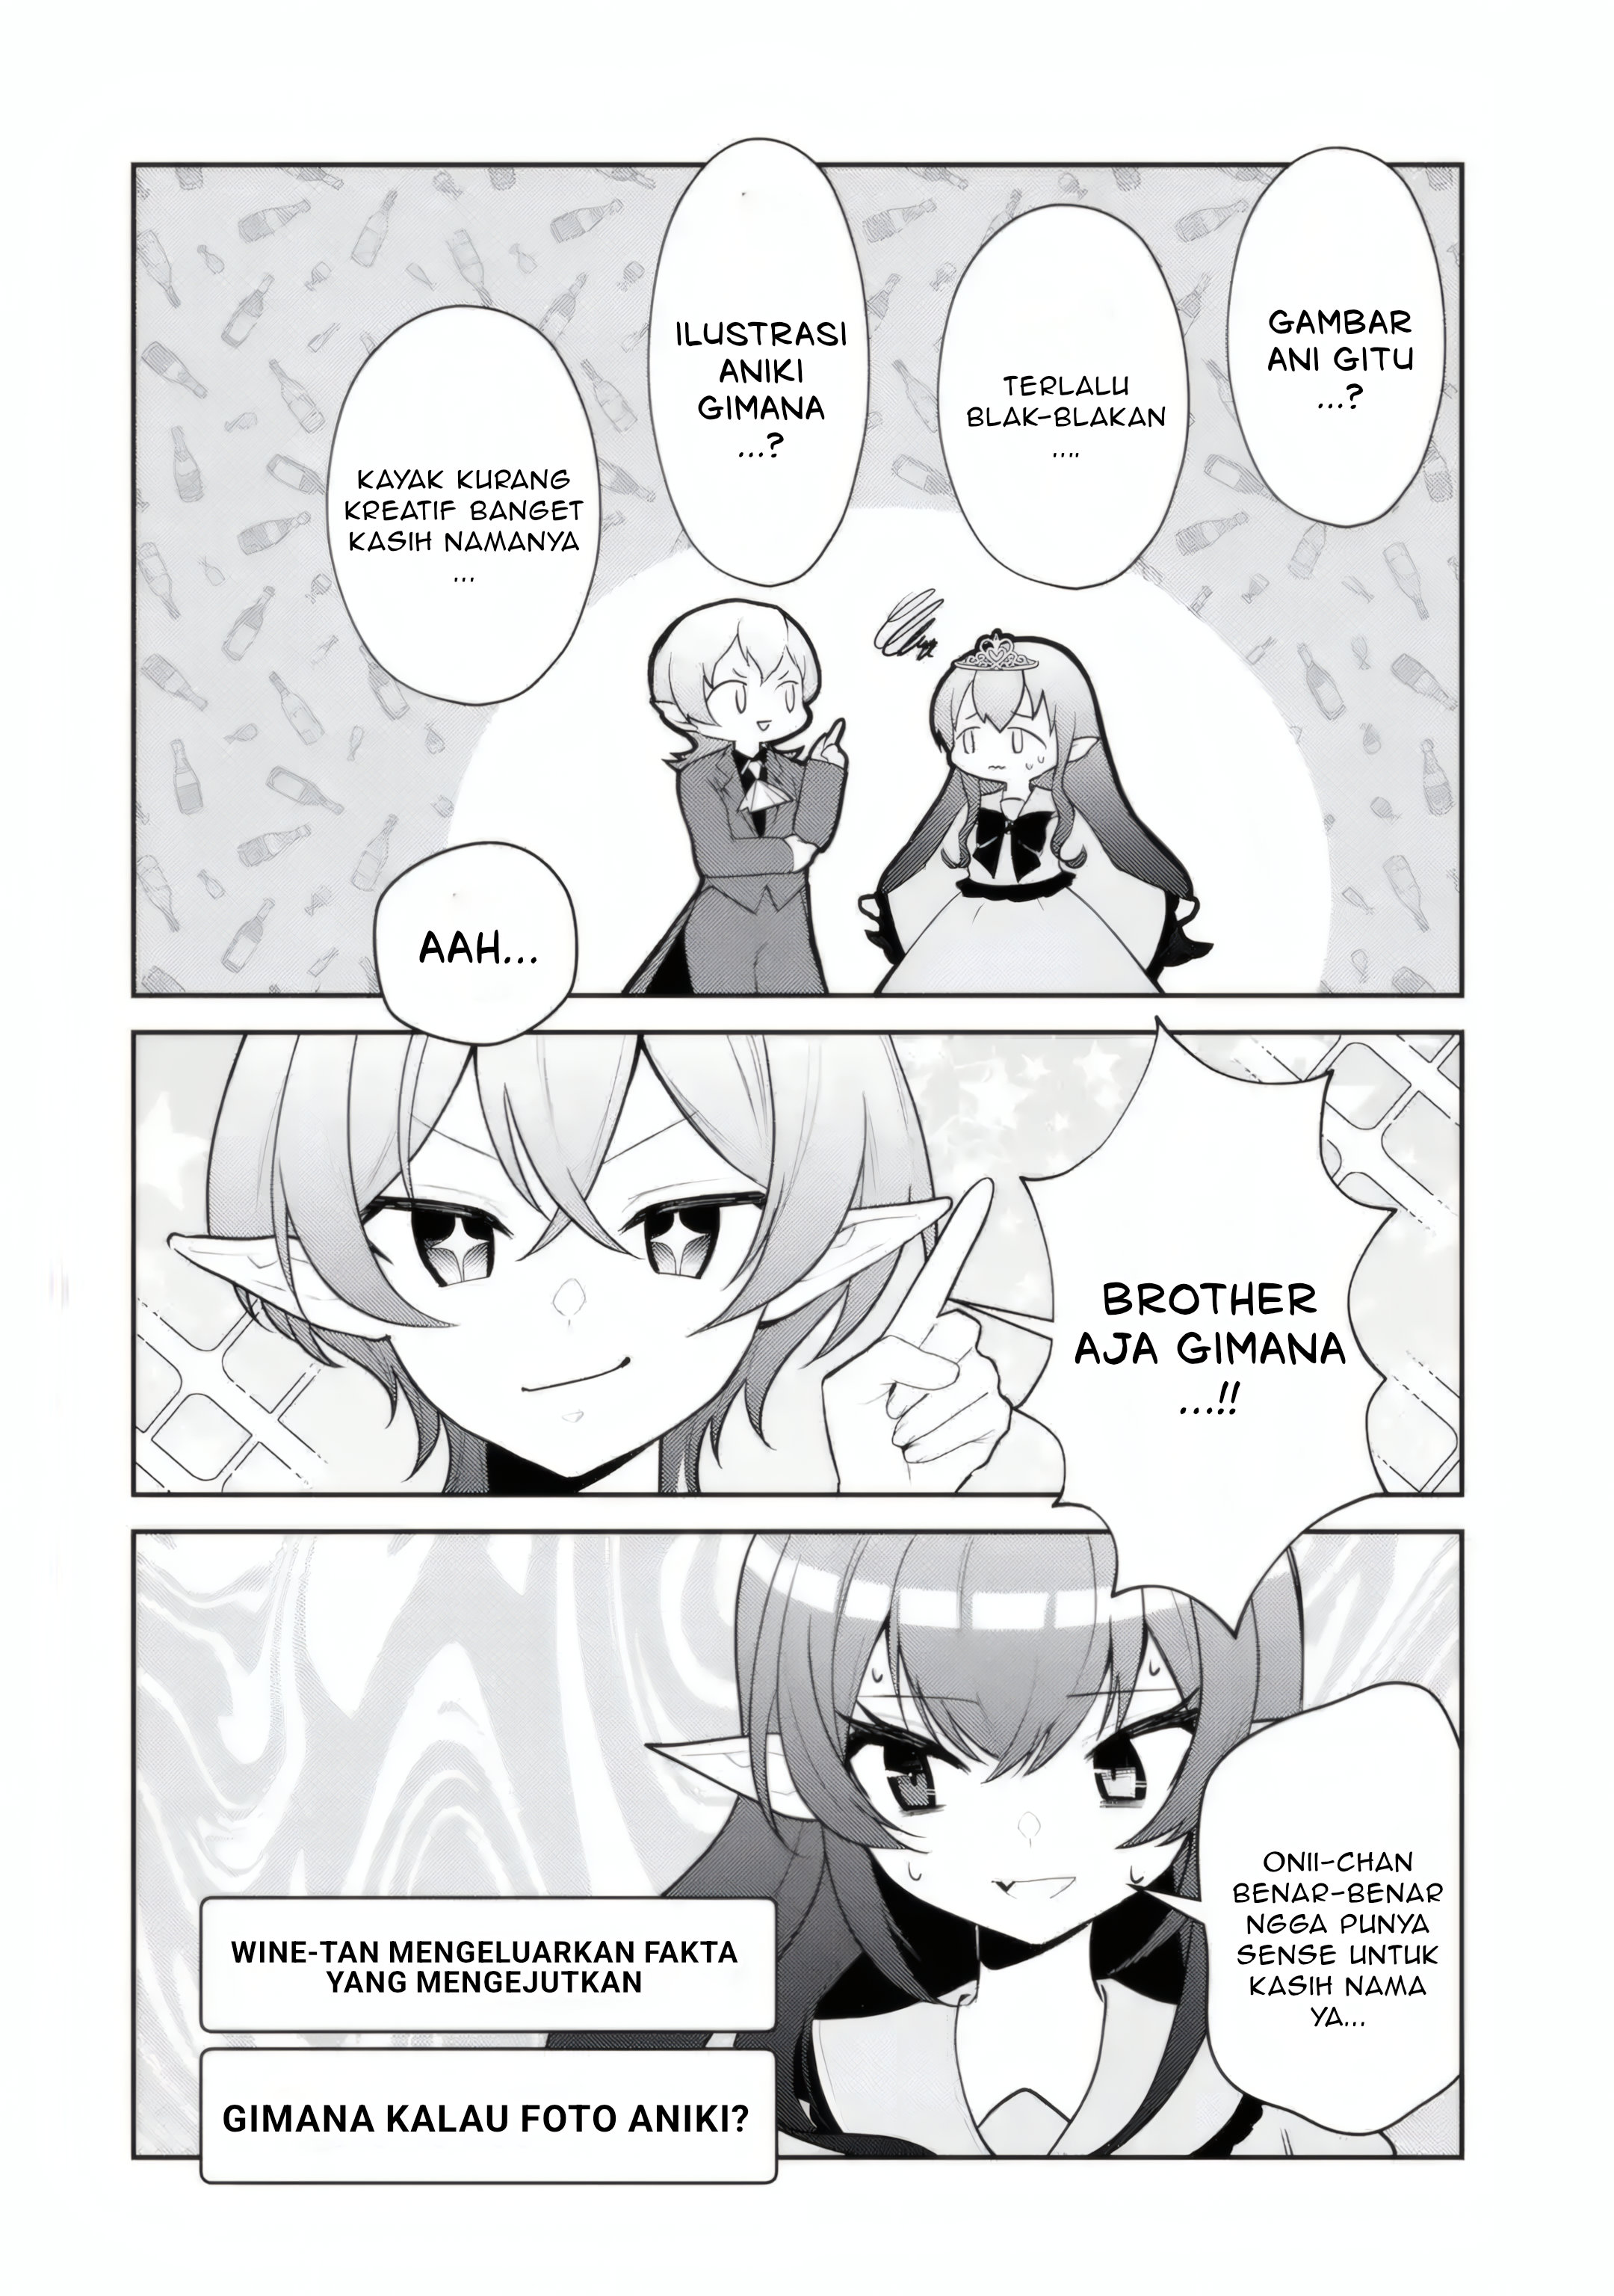 GAMBAR
ANI GITU
...?
TERLALU
BLAK-BLAKAN
....
ILUSTRASI
ANIKI
GIMANA
...?
KAYAK KURANG
KREATIF BANGET
KASIH NAMANYA
...
AAH...
BROTHER
AJA GIMANA
...!!
ONII-CHAN
BENAR-BENAR
NGGA PUNYA
SENSE UNTUK
KASIH NAMA
YA...
WINE-TAN MENGELUARKAN FAKTA
YANG MENGEJUTKAN
GIMANA KALAU FOTO ANIKI?